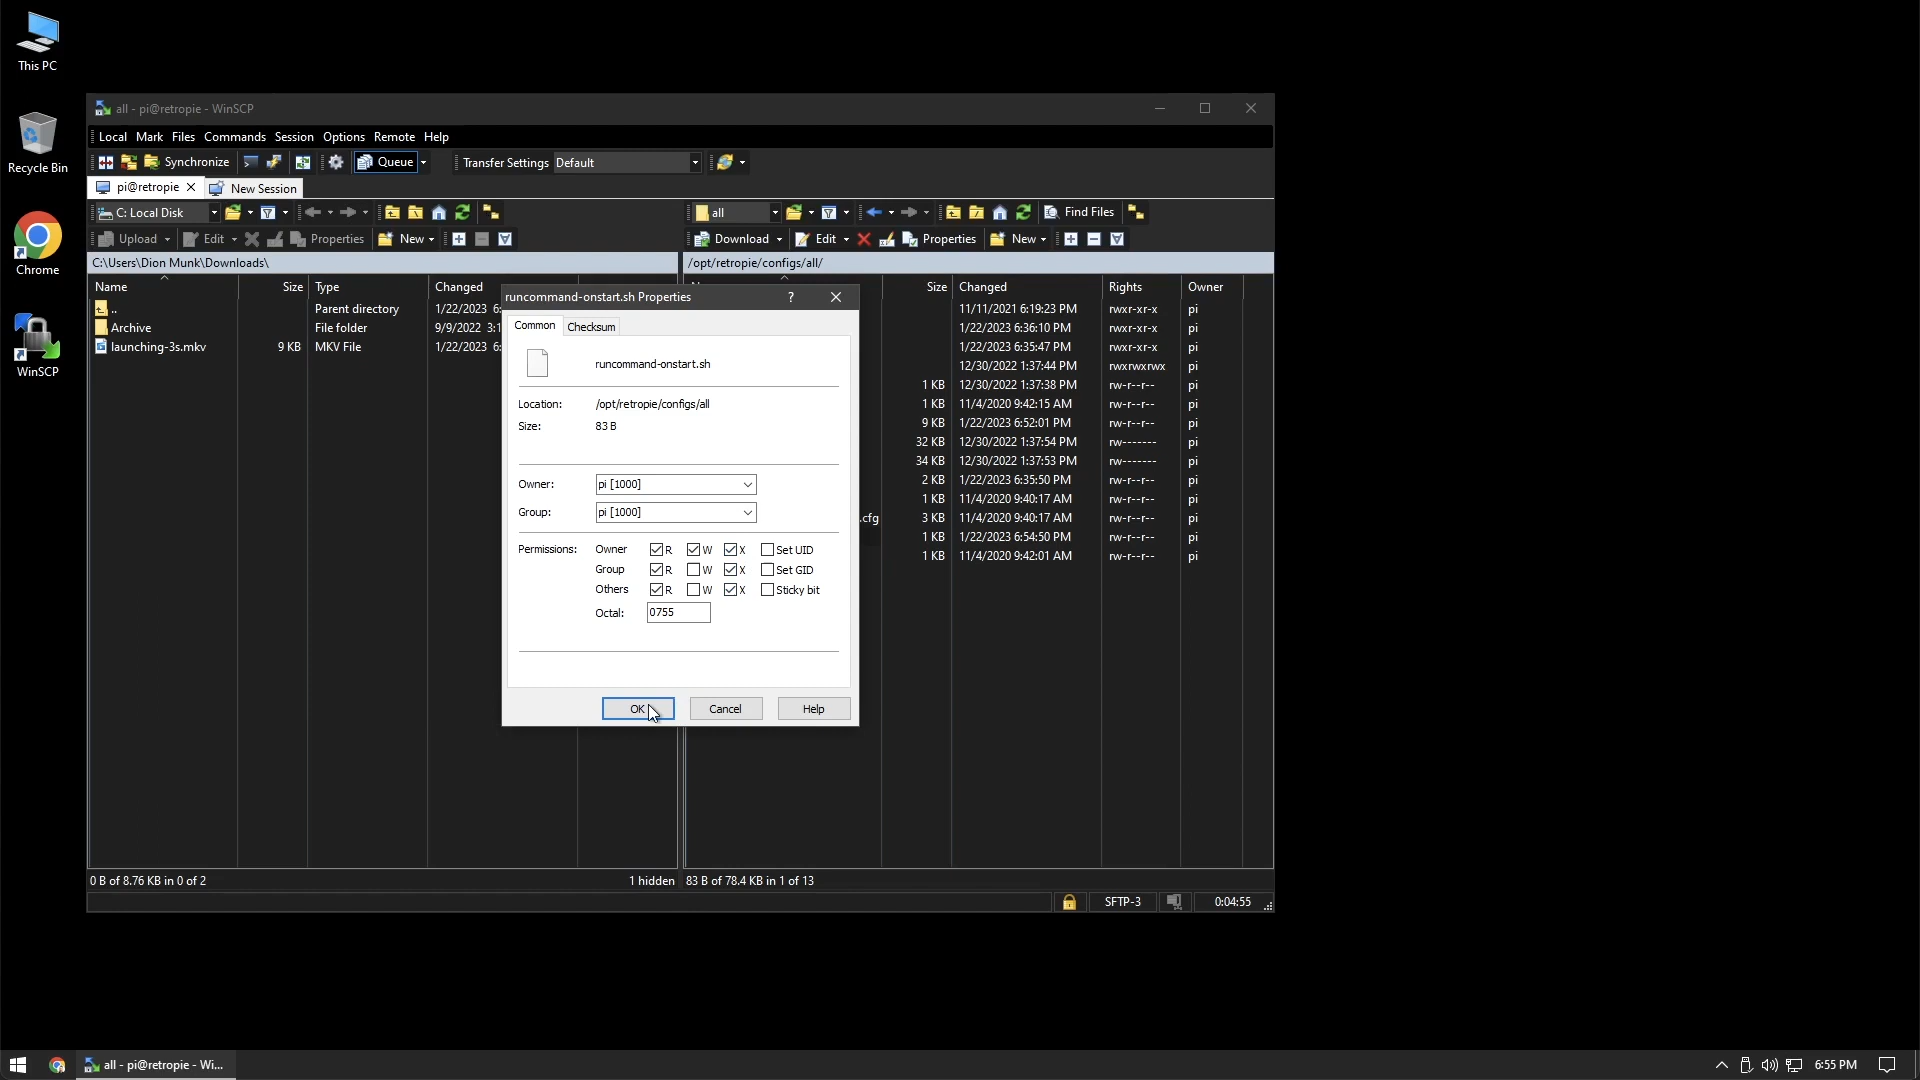 This PC
Recycle Bin
Chrome
WinSCP
all - pi@retropie - WinSCP
Local Mark Files Commands Session Options Remote Help
Synchronize Queue Transfer Settings Default
pi@retropie New Session
C: Local Disk
all Find Files
Upload Edit Properties New
Download Edit Properties New
C:\Users\Dion Munk\Downloads\
/opt/retropie/configs/all/
Name Size Type Changed
.. Parent directory 1/22/2023 6:
Archive File folder 9/9/2022 3:1
launching-3s.mkv 9 KB MKV File 1/22/2023 6:
Size Changed Rights Owner
11/11/2021 6:19:23 PM rwxr-xr-x pi
1/22/2023 6:36:10 PM rwxr-xr-x pi
1/22/2023 6:35:47 PM rwxr-xr-x pi
12/30/2022 1:37:44 PM rwxrwxrwx pi
1 KB 12/30/2022 1:37:38 PM rw-r--r-- pi
1 KB 11/4/2020 9:42:15 AM rw-r--r-- pi
9 KB 1/22/2023 6:52:01 PM rw-r--r-- pi
32 KB 12/30/2022 1:37:54 PM rw------- pi
34 KB 12/30/2022 1:37:53 PM rw------- pi
2 KB 1/22/2023 6:35:50 PM rw-r--r-- pi
1 KB 11/4/2020 9:40:17 AM rw-r--r-- pi
.cfg 3 KB 11/4/2020 9:40:17 AM rw-r--r-- pi
1 KB 1/22/2023 6:54:50 PM rw-r--r-- pi
1 KB 11/4/2020 9:42:01 AM rw-r--r-- pi
runcommand-onstart.sh Properties ?
Common Checksum
runcommand-onstart.sh
Location: /opt/retropie/configs/all
Size: 83 B
Owner: pi [1000]
Group: pi [1000]
Permissions: Owner R W X Set UID
Group R W X Set GID
Others R W X Sticky bit
Octal: 0755
OK Cancel Help
0 B of 8.76 KB in 0 of 2 1 hidden
83 B of 78.4 KB in 1 of 13
SFTP-3 0:04:55
all - pi@retropie - Wi...
6:55 PM